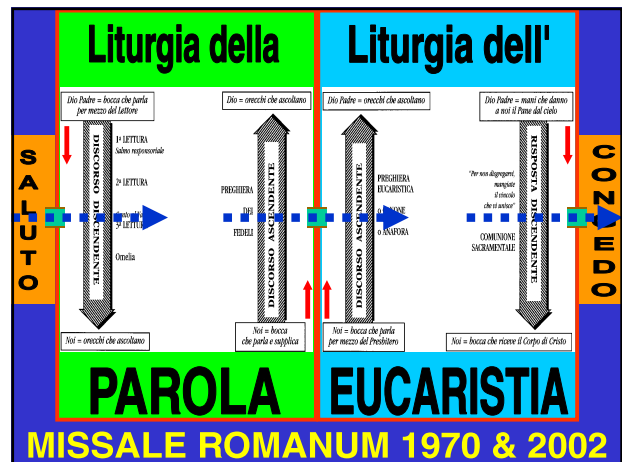 Liturgia della
Liturgia dell'
Dio Padre = bocca che parla
per mezzo del Lettore
Dio = orecchi che ascoltano
Dio Padre = orecchi che ascoltano
Dio Padre = mani che danno
a noi il Pane dal cielo
SALUTO
DISCORSO DISCENDENTE
1ª LETTURA
Salmo responsoriale
2ª LETTURA
3ª LETTURA
Omelia
PREGHIERA
DEI
FEDELI
DISCORSO ASCENDENTE
DISCORSO ASCENDENTE
PREGHIERA
EUCARISTICA
o ANAFORA
"Per non disgregarvi,
mangiate
il vincolo
che vi unisce"
COMUNIONE
SACRAMENTALE
RISPOSTA DISCENDENTE
CONGEDO
Noi = orecchi che ascoltano
Noi = bocca
che parla e supplica
Noi = bocca che parla
per mezzo del Presbitero
Noi = bocca che riceve il Corpo di Cristo
PAROLA
EUCARISTIA
MISSALE ROMANUM 1970 & 2002